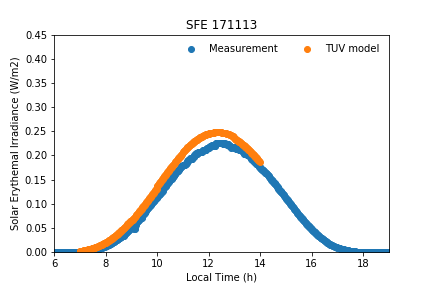 SFE 171113
Measurement
TUV model
Solar Erythemal Irradiance (W/m2)
0.45
0.40
0.35
0.30
0.25
0.20
0.15
0.10
0.05
0.00
6 8 10 12 14 16 18
Local Time (h)